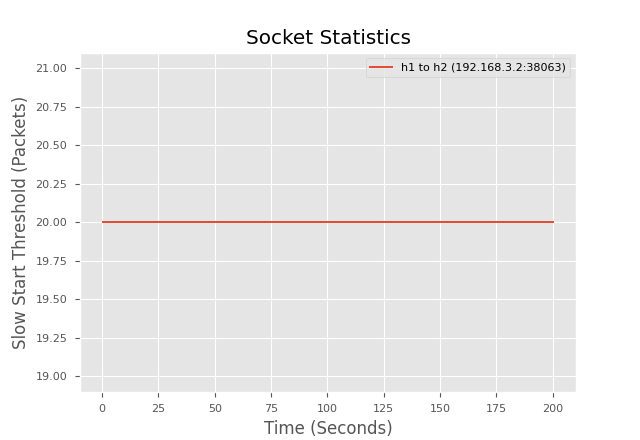 Socket Statistics
h1 to h2 (192.168.3.2:38063)
Slow Start Threshold (Packets)
21.00
20.75
20.50
20.25
20.00
19.75
19.50
19.25
19.00
0 25 50 75 100 125 150 175 200
Time (Seconds)